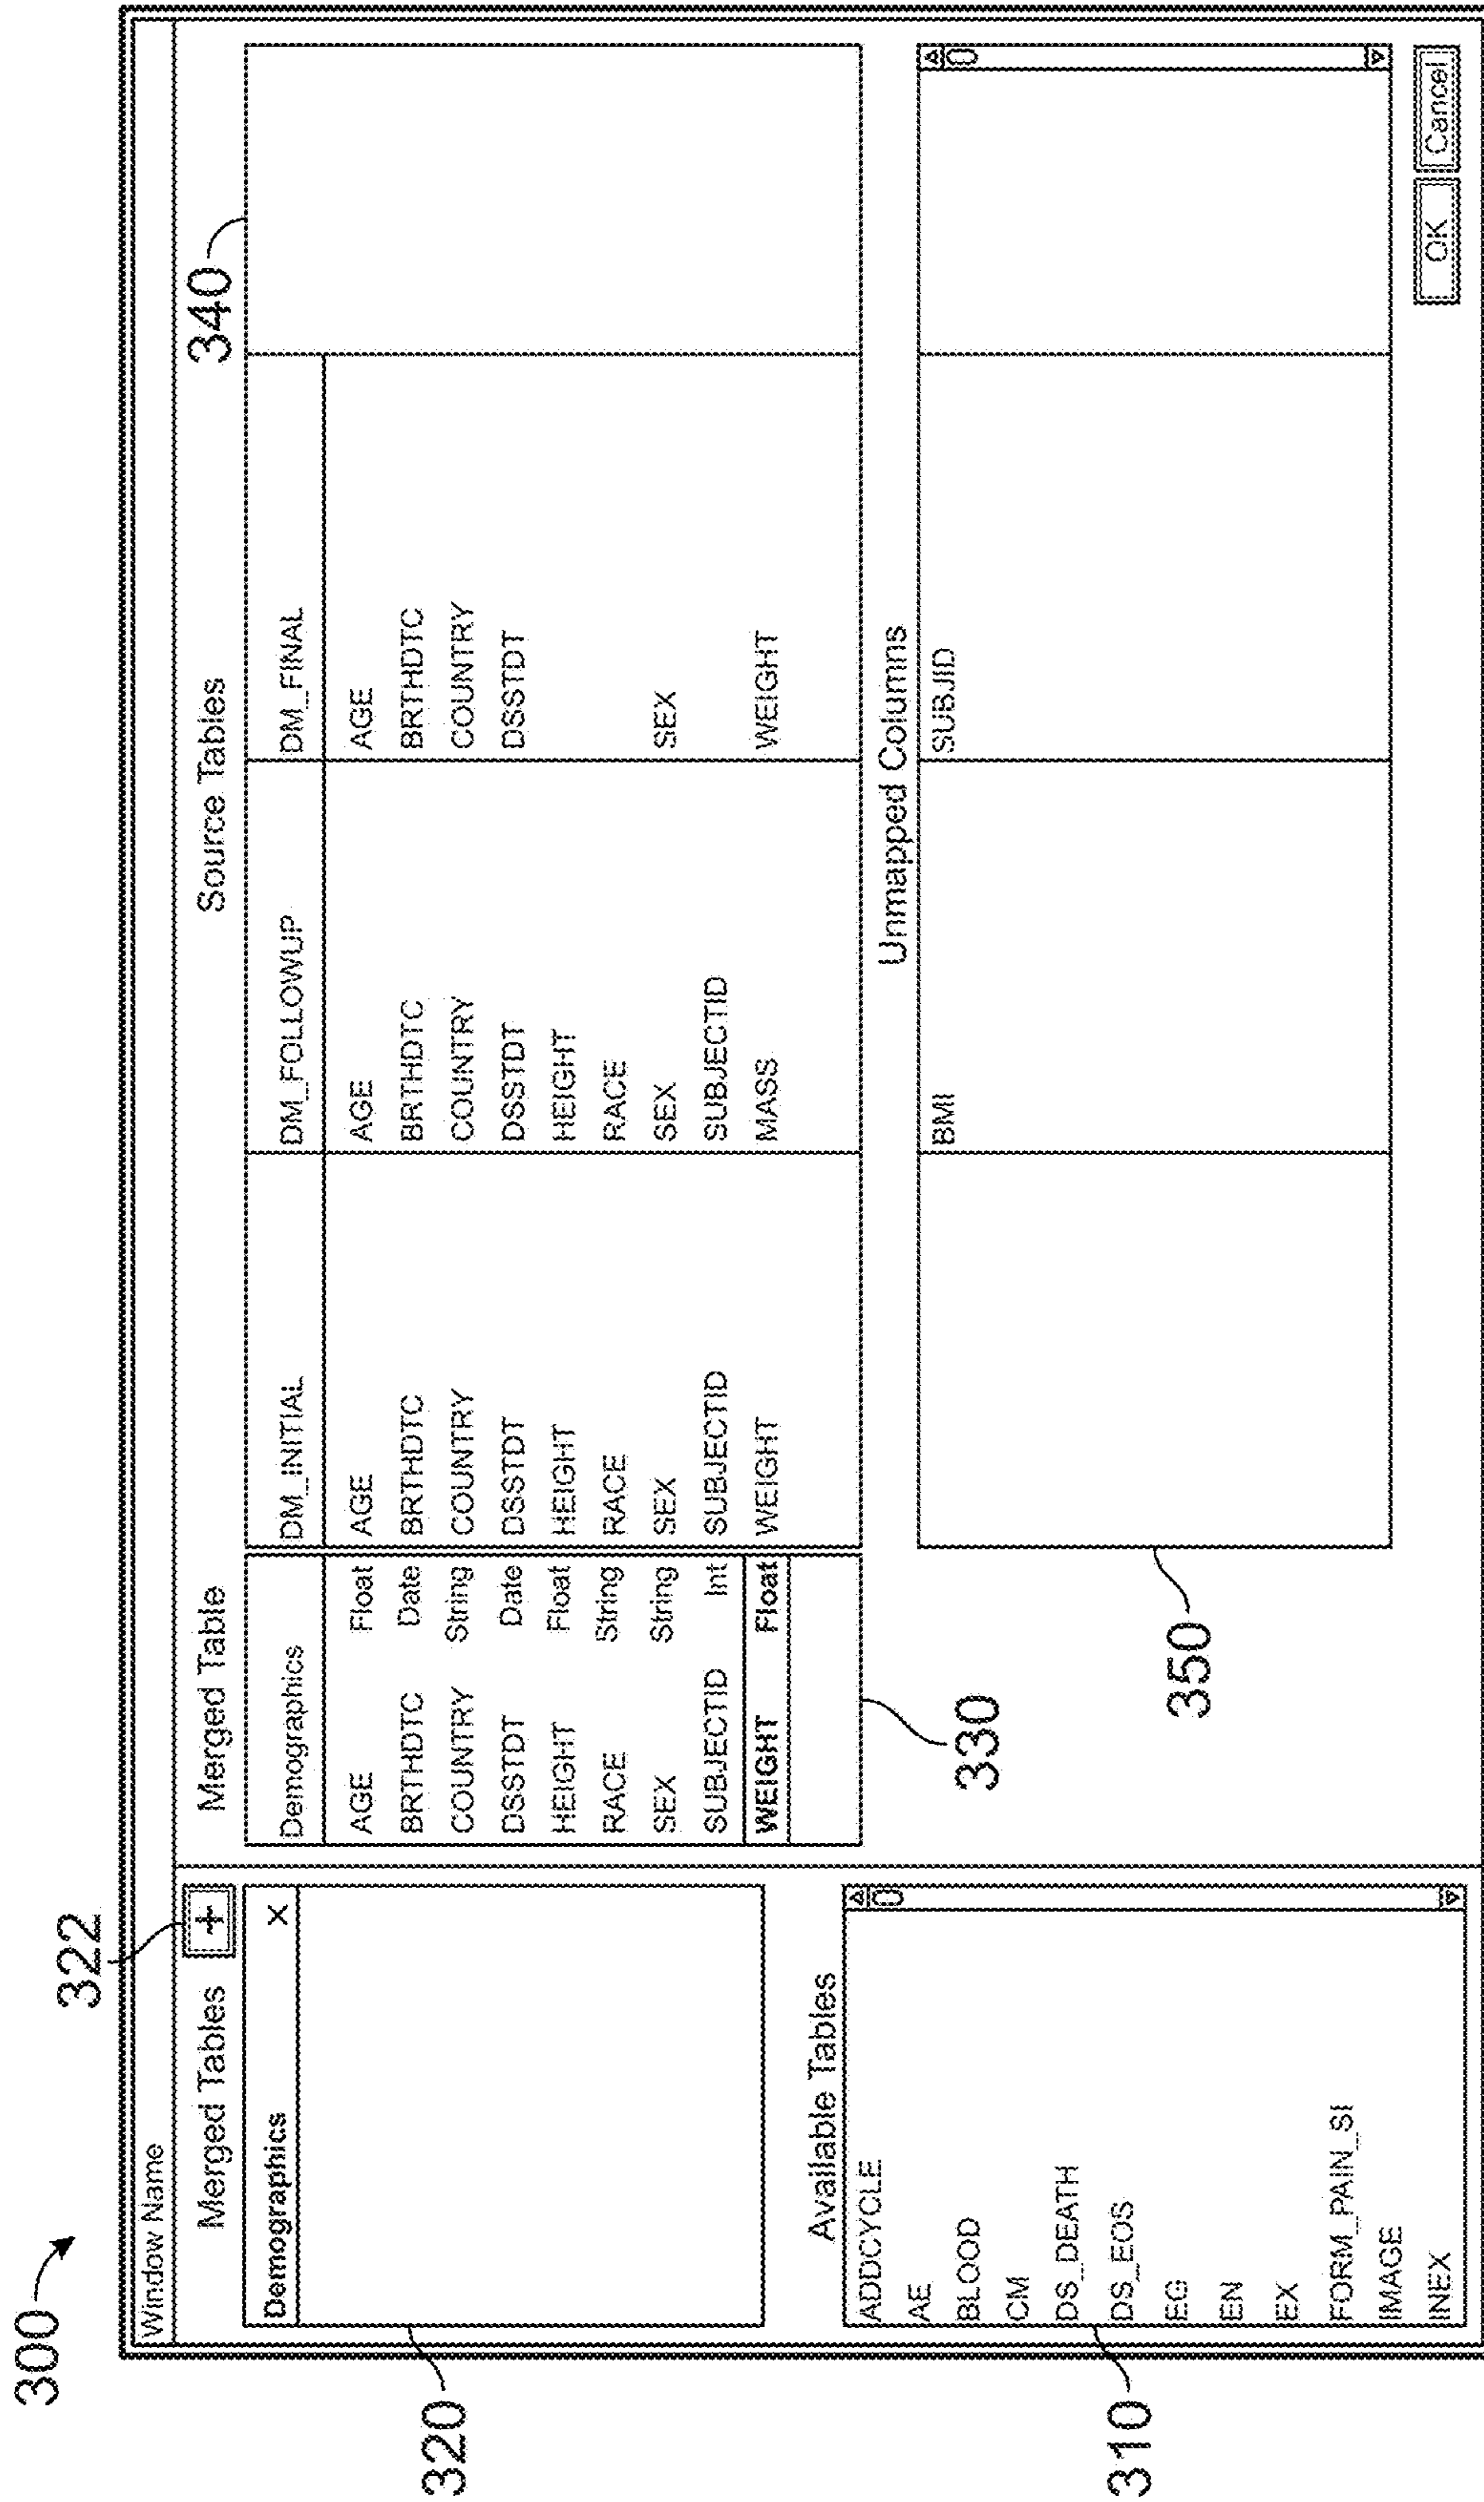 300
322
Window Name
Merged Tables +
Demographics X
320
Available Tables
ADDCYCLE
AE
BLOOD
CM
DS_DEATH
DS_EOS
EG
EN
EX
FORM_PAIN_SI
IMAGE
INEX
310
Merged Table
Demographics
AGE Float
BRTHDTC Date
COUNTRY String
DSSTDT Date
HEIGHT Float
RACE String
SEX String
SUBJECTID Int
WEIGHT Float
330
Source Tables
340
DM_INITIAL
AGE
BRTHDTC
COUNTRY
DSSTDT
HEIGHT
RACE
SEX
SUBJECTID
WEIGHT
DM_FOLLOWUP
AGE
BRTHDTC
COUNTRY
DSSTDT
HEIGHT
RACE
SEX
SUBJECTID
MASS
DM_FINAL
AGE
BRTHDTC
COUNTRY
DSSTDT
SEX
WEIGHT
Unmapped Columns
BMI
SUBJID
350
OK Cancel